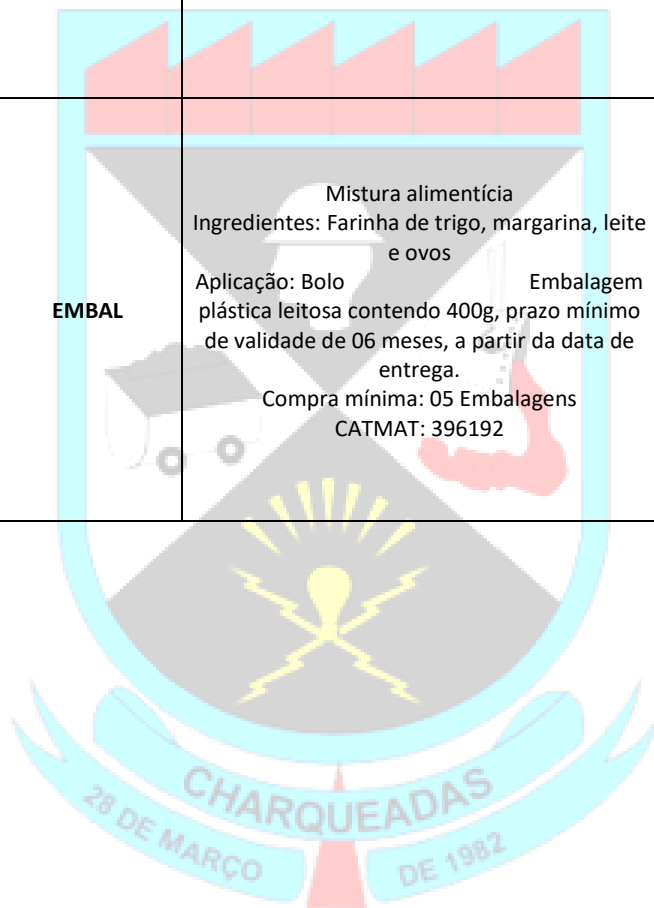 Mistura alimentícia
Ingredientes: Farinha de trigo, margarina, leite
e ovos
Aplicação: Bolo Embalagem
EMBAL plástica leitosa contendo 400g, prazo mínimo
de validade de 06 meses, a partir da data de
entrega.
Compra mínima: 05 Embalagens
CATMAT: 396192
CHARQUEADAS
28 DE MARÇO DE 1982